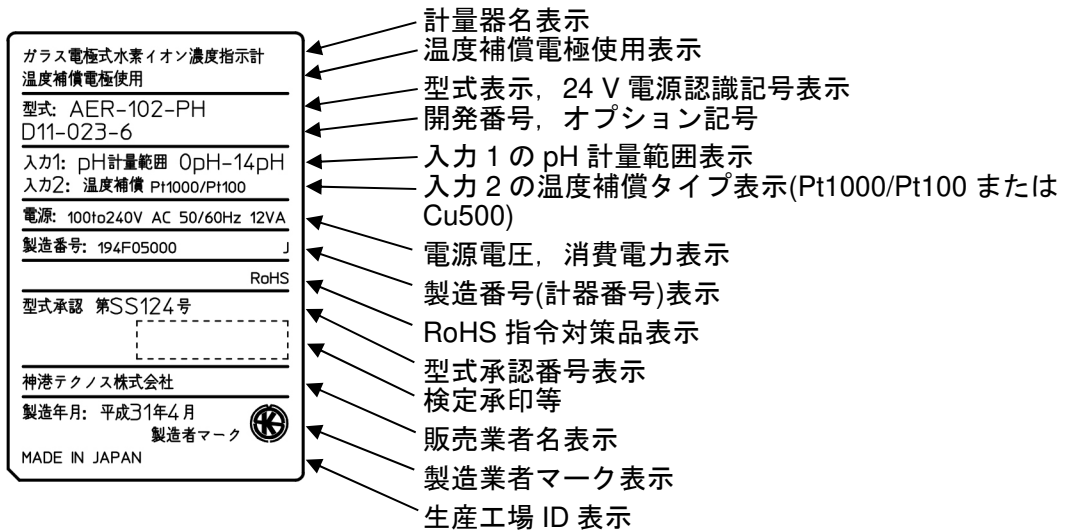 ガラス電極式水素イオン濃度指示計
温度補償電極使用
型式: AER-102-PH
D11-023-6
入力1: pH計量範囲 0pH-14pH
入力2: 温度補償 Pt1000/Pt100
電源: 100to240V AC 50/60Hz 12VA
製造番号: 194F05000 J
RoHS
型式承認 第SS124号
神港テクノス株式会社
製造年月: 平成31年4月
製造者マーク
MADE IN JAPAN
計量器名表示
温度補償電極使用表示
型式表示，24 V 電源認識記号表示
開発番号，オプション記号
入力 1 の pH 計量範囲表示
入力 2 の温度補償タイプ表示(Pt1000/Pt100 または
Cu500)
電源電圧，消費電力表示
製造番号(計器番号)表示
RoHS 指令対策品表示
型式承認番号表示
検定承印等
販売業者名表示
製造業者マーク表示
生産工場 ID 表示